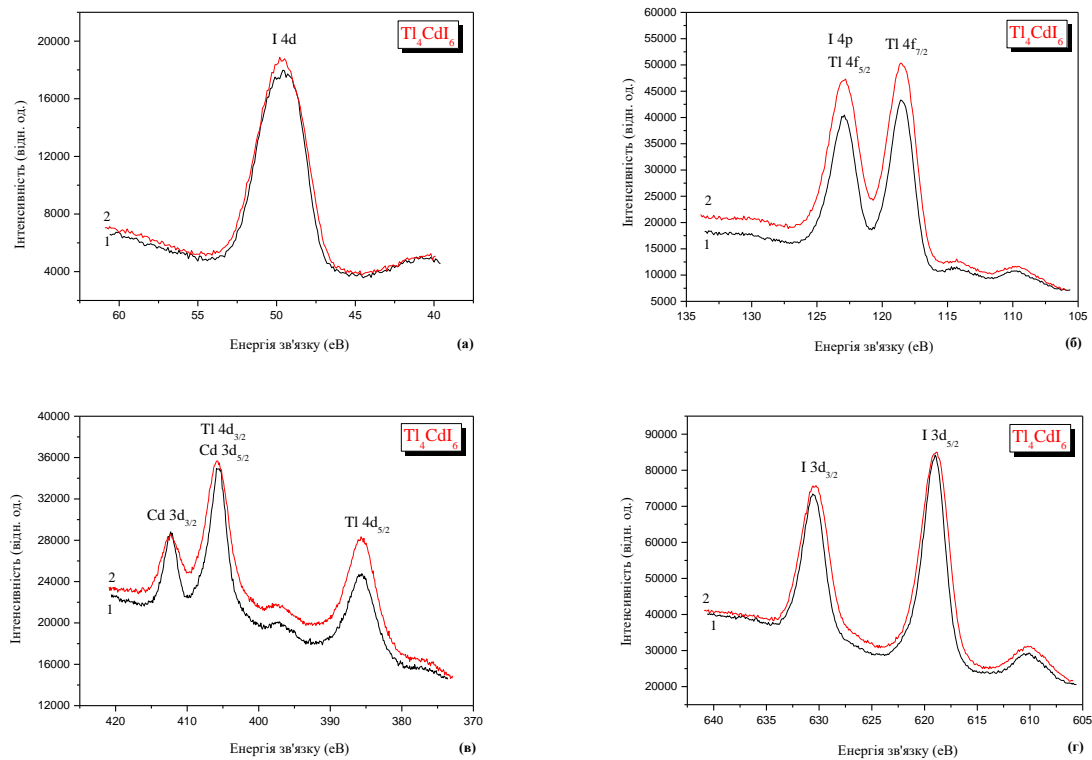 I 4d
Tl₄CdI₆
20000
16000
12000
8000
4000
Інтенсивність (відн. од.)
2
1
60 55 50 45 40
Енергія зв'язку (еВ)
(а)
I 4p
Tl 4f₅/₂
Tl 4f₇/₂
Tl₄CdI₆
60000
55000
50000
45000
40000
35000
30000
25000
20000
15000
10000
5000
Інтенсивність (відн. од.)
2
1
135 130 125 120 115 110 105
Енергія зв'язку (еВ)
(б)
Tl 4d₃/₂
Cd 3d₅/₂
Cd 3d₃/₂
Tl 4d₅/₂
Tl₄CdI₆
40000
36000
32000
28000
24000
20000
16000
12000
Інтенсивність (відн. од.)
2
1
420 410 400 390 380 370
Енергія зв'язку (еВ)
(в)
I 3d₅/₂
I 3d₃/₂
Tl₄CdI₆
90000
80000
70000
60000
50000
40000
30000
20000
Інтенсивність (відн. од.)
2
1
640 635 630 625 620 615 610 605
Енергія зв'язку (еВ)
(г)